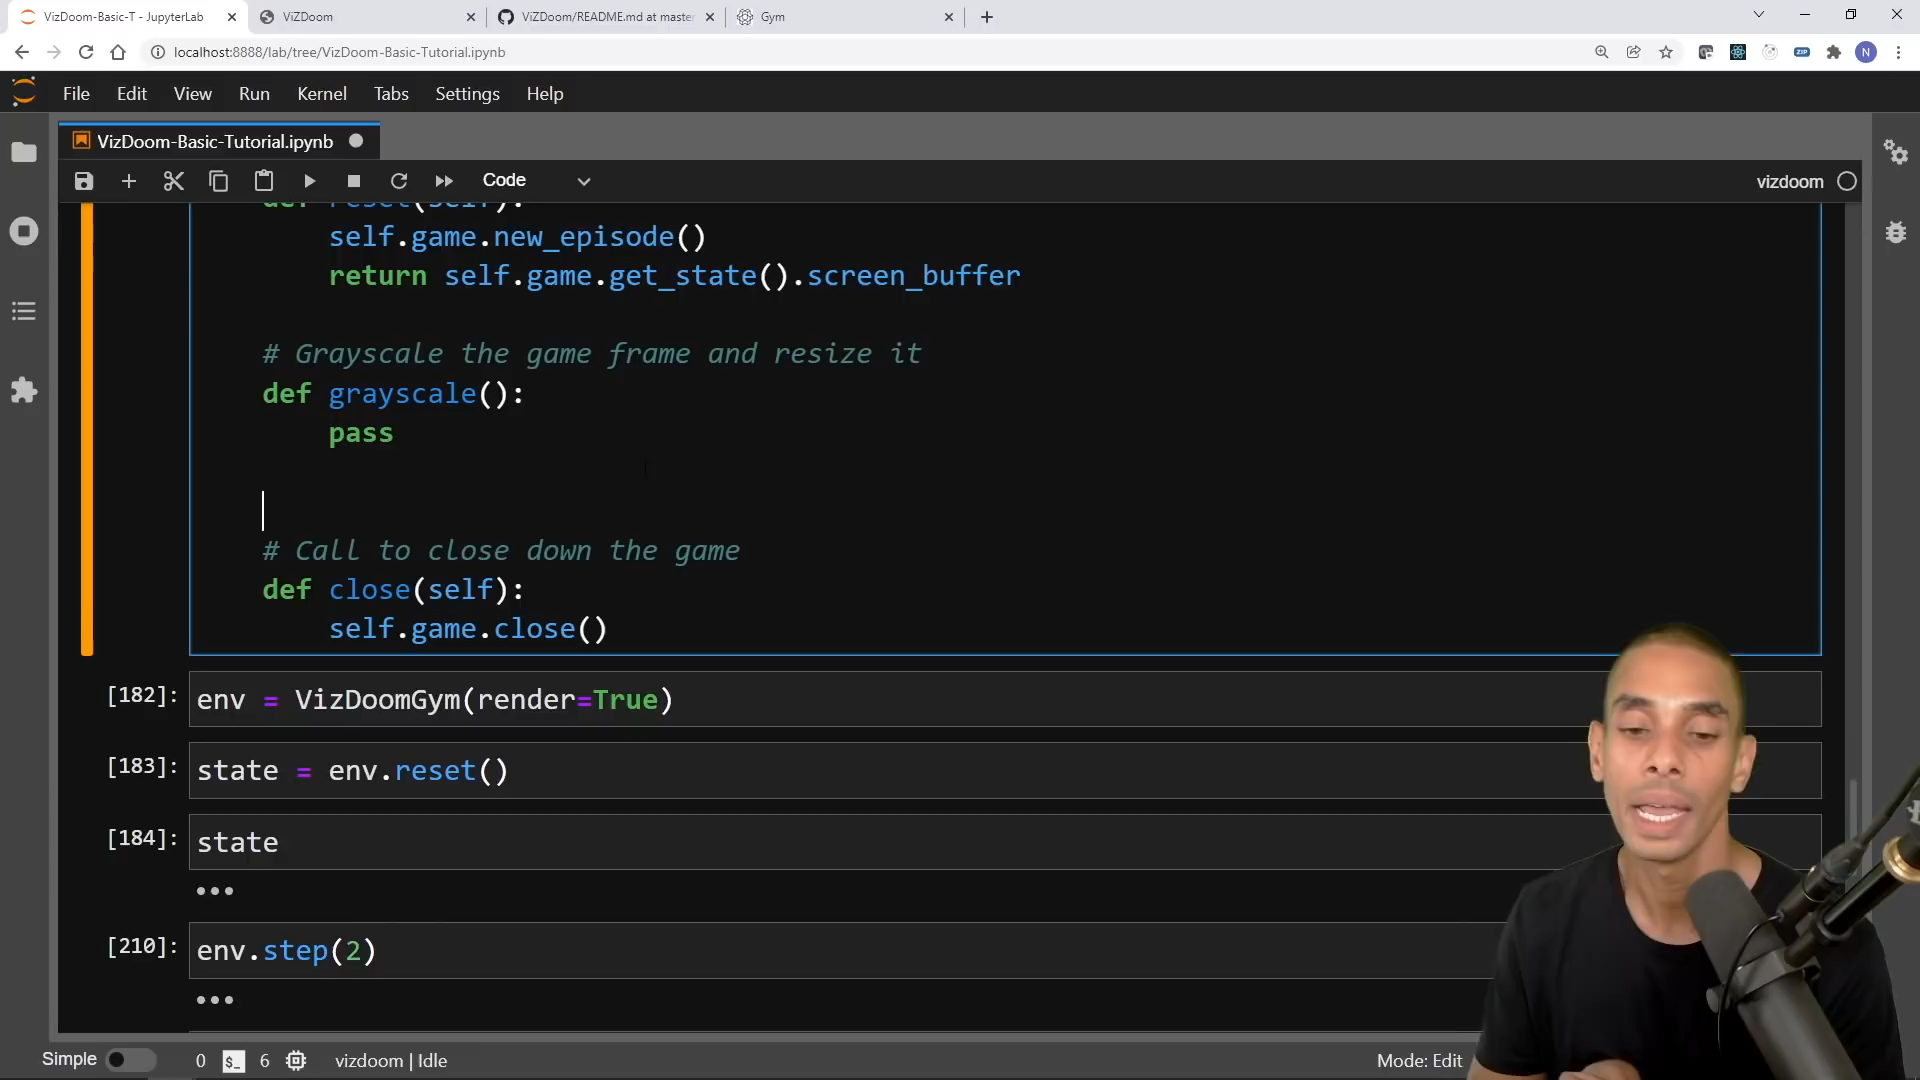 VizDoom-Basic-T - JupyterLab
ViZDoom
ViZDoom/README.md at master
Gym
localhost:8888/lab/tree/VizDoom-Basic-Tutorial.ipynb
ZIP
N
File Edit View Run Kernel Tabs Settings Help
VizDoom-Basic-Tutorial.ipynb
Code
vizdoom
def reset(self):
self.game.new_episode()
return self.game.get_state().screen_buffer
# Grayscale the game frame and resize it
def grayscale():
pass
# Call to close down the game
def close(self):
self.game.close()
[182]: env = VizDoomGym(render=True)
[183]: state = env.reset()
[184]: state
[210]: env.step(2)
Simple 0 $_ 6 vizdoom | Idle Mode: Edit